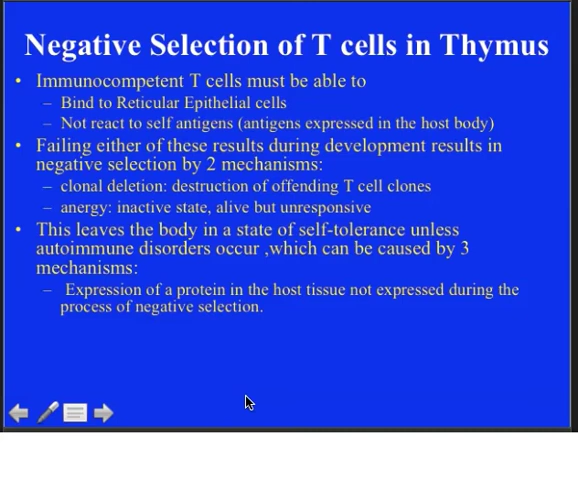 Negative Selection of T cells in Thymus
• Immunocompetent T cells must be able to
– Bind to Reticular Epithelial cells
– Not react to self antigens (antigens expressed in the host body)
• Failing either of these results during development results in
negative selection by 2 mechanisms:
– clonal deletion: destruction of offending T cell clones
– anergy: inactive state, alive but unresponsive
• This leaves the body in a state of self-tolerance unless
autoimmune disorders occur ,which can be caused by 3
mechanisms:
– Expression of a protein in the host tissue not expressed during the
process of negative selection.